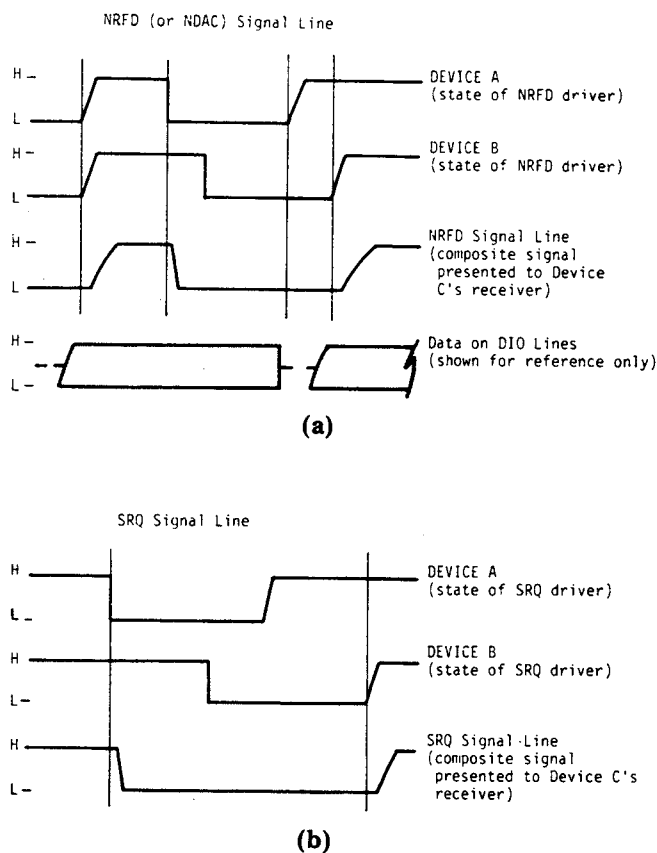 NRFD (or NDAC) Signal Line
H –
DEVICE A
(state of NRFD driver)
L
H –
DEVICE B
(state of NRFD driver)
L
H –
NRFD Signal Line
(composite signal
presented to Device
C's receiver)
L
H –
Data on DIO Lines
(shown for reference only)
L –
(a)
SRQ Signal Line
H
DEVICE A
(state of SRQ driver)
L –
H
DEVICE B
(state of SRQ driver)
L –
H
SRQ Signal Line
(composite signal
presented to Device C's
receiver)
L –
(b)